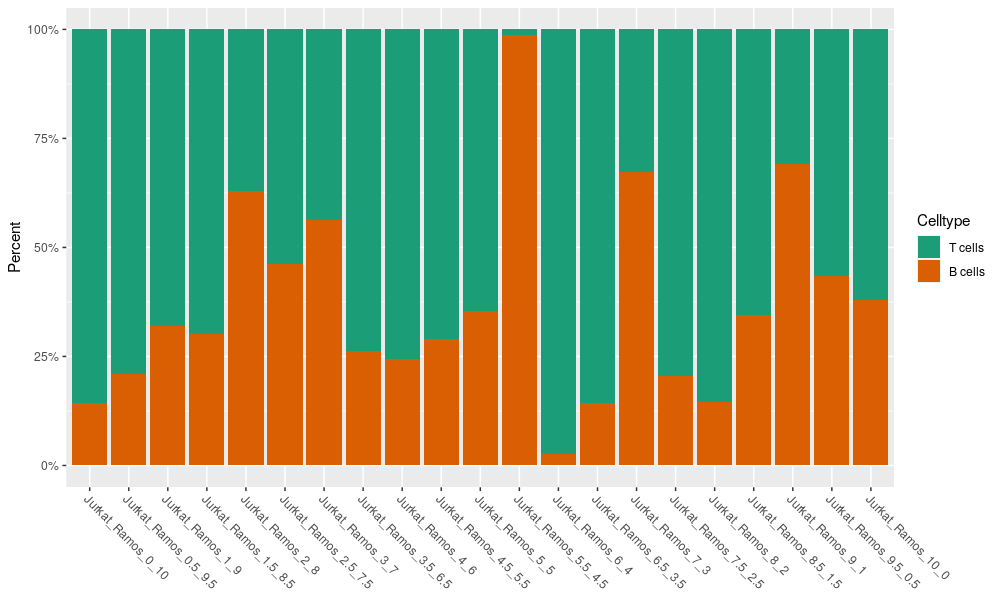 100%
75%
50%
25%
0%
Percent
Jurkat_Ramos_0_10
Jurkat_Ramos_0.5_9.5
Jurkat_Ramos_1_9
Jurkat_Ramos_1.5_8.5
Jurkat_Ramos_2_8
Jurkat_Ramos_2.5_7.5
Jurkat_Ramos_3_7
Jurkat_Ramos_3.5_6.5
Jurkat_Ramos_4_6
Jurkat_Ramos_4.5_5.5
Jurkat_Ramos_5_5
Jurkat_Ramos_5.5_4.5
Jurkat_Ramos_6_4
Jurkat_Ramos_6.5_3.5
Jurkat_Ramos_7_3
Jurkat_Ramos_7.5_2.5
Jurkat_Ramos_8_2
Jurkat_Ramos_8.5_1.5
Jurkat_Ramos_9_1
Jurkat_Ramos_9.5_0.5
Jurkat_Ramos_10_0
Celltype
T cells
B cells